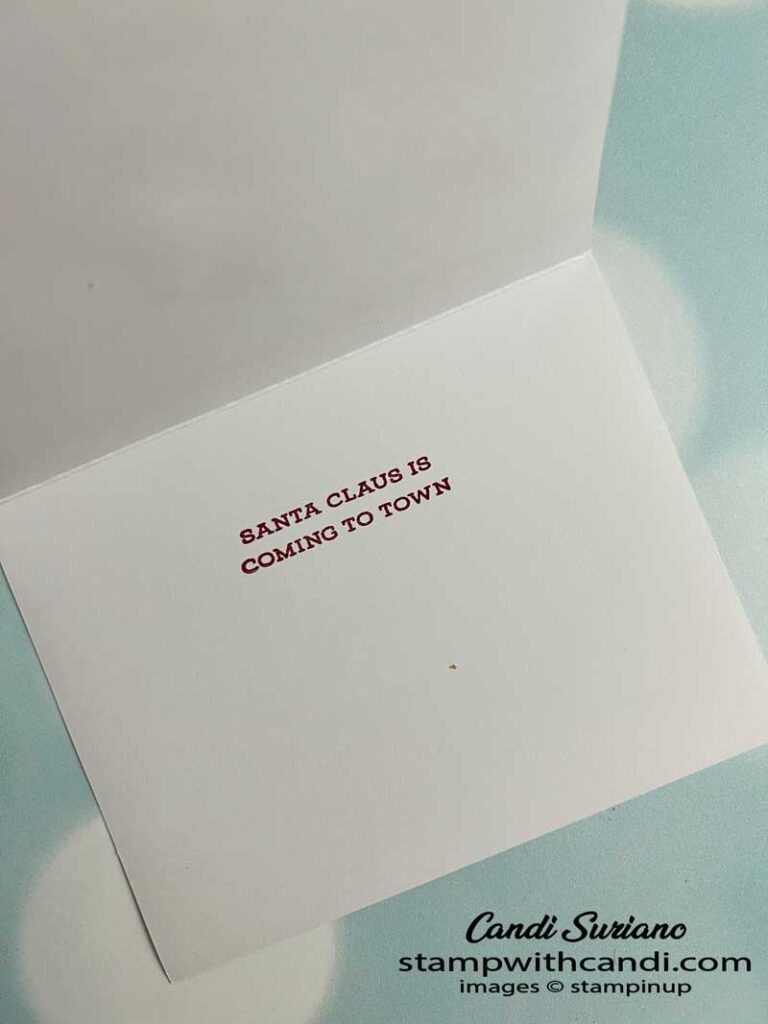 SANTA CLAUS IS
COMING TO TOWN
Candi Suriano
stampwithcandi.com
images © stampinup